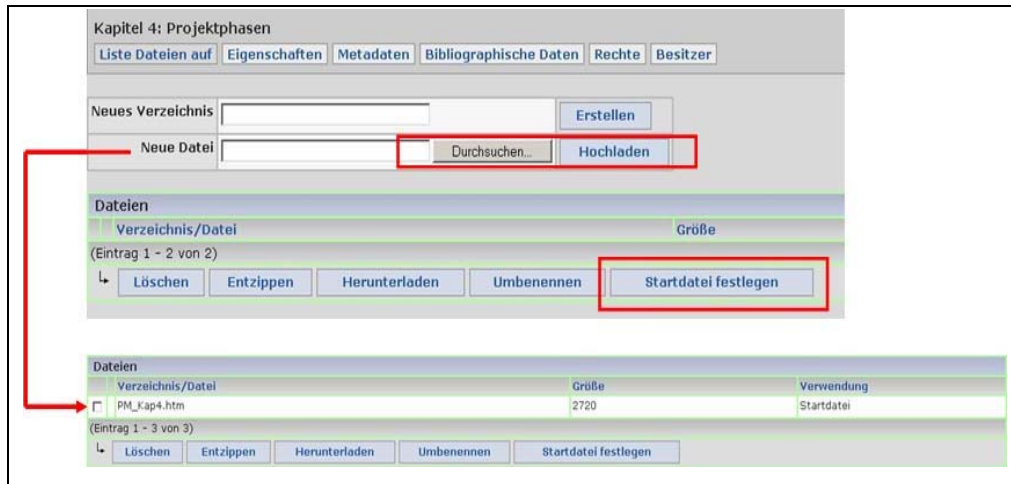 Kapitel 4: Projektphasen
Liste Dateien auf Eigenschaften Metadaten Bibliographische Daten Rechte Besitzer
Neues Verzeichnis Erstellen
Neue Datei Durchsuchen... Hochladen
Dateien
Verzeichnis/Datei Größe
(Eintrag 1 - 2 von 2)
Löschen Entzippen Herunterladen Umbenennen Startdatei festlegen
Dateien
Verzeichnis/Datei Größe Verwendung
PM_Kap4.htm 2720 Startdatei
(Eintrag 1 - 3 von 3)
Löschen Entzippen Herunterladen Umbenennen Startdatei festlegen